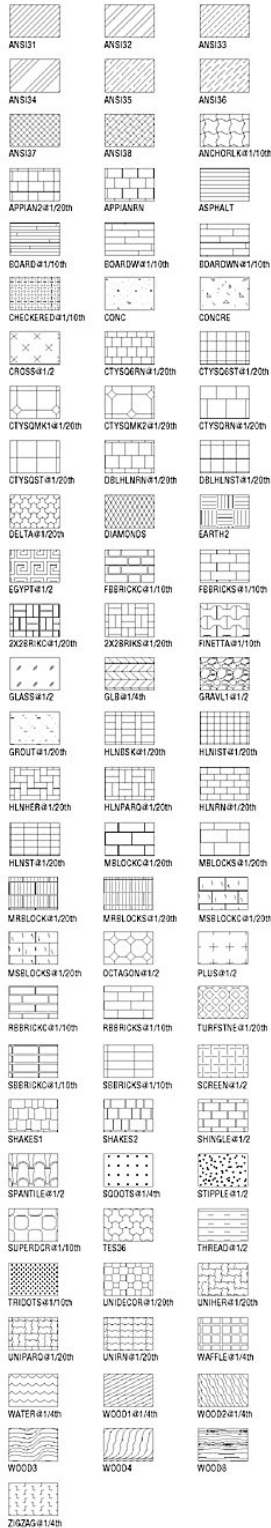 ANSI31 ANSI32 ANSI33
ANSI34 ANSI35 ANSI36
ANSI37 ANSI38 ANCHORLK@1/10th
APPIAN2@1/20th APPIANRN ASPHALT
BOARD@1/10th BOARDW@1/10th BOARDWN@1/10th
CHECKERED@1/10th CONC CONCRE
CROSS@1/2 CTYSQ6RN@1/20th CTYSQ6ST@1/20th
CTYSQMK1@1/20th CTYSQMK2@1/20th CTYSQRN@1/20th
CTYSQST@1/20th DBLHLNRN@1/20th DBLHLNST@1/20th
DELTA@1/20th DIAMONDS EARTH2
EGYPT@1/2 FBBRICKC@1/10th FBBRICKS@1/10th
2X2BRIKC@1/20th 2X2BRIKS@1/20th FINETTA@1/10th
GLASS@1/2 GLB@1/4th GRAVL1@1/2
GROUT@1/20th HLNBSK@1/20th HLNIST@1/20th
HLNHER@1/20th HLNPARQ@1/20th HLNRN@1/20th
HLNST@1/20th MBLOCKC@1/20th MBLOCKS@1/20th
MRBLOCK@1/20th MRBLOCKS@1/20th MSBLOCKC@1/20th
MSBLOCKS@1/20th OCTAGON@1/2 PLUS@1/2
RBBRICKC@1/10th RBBRICKS@1/10th TURFSTNE@1/20th
SBBRICKC@1/10th SBBRICKS@1/10th SCREEN@1/2
SHAKES1 SHAKES2 SHINGLE@1/2
SPANTILE@1/2 SQDOTS@1/4th STIPPLE@1/2
SUPERDCR@1/10th TES36 THREAD@1/2
TRIDOTS@1/10th UNIDECOR@1/20th UNIHER@1/20th
UNIPARQ@1/20th UNIRN@1/20th WAFFLE@1/4th
WATER@1/4th WOOD1@1/4th WOOD2@1/4th
WOOD3 WOOD4 WOOD8
ZIGZAG@1/4th